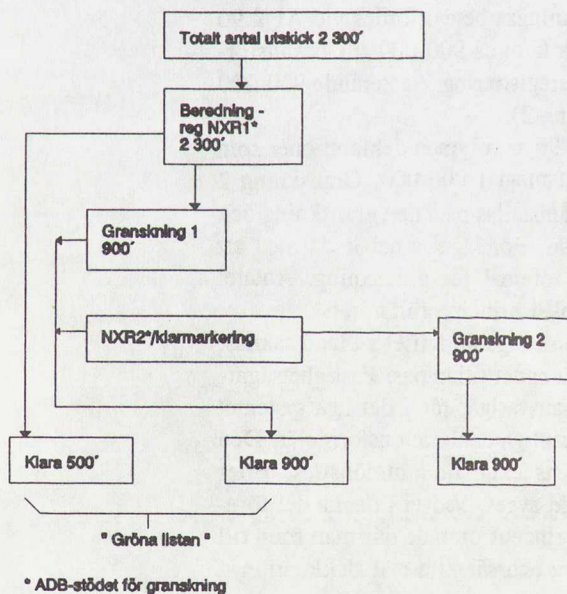 Totalt antal utskick 2 300´
Beredning -
reg NXR1*
2 300´
Granskning 1
900´
NXR2*/klarmarkering
Granskning 2
900´
Klara 500´
Klara 900´
Klara 900´
" Gröna listan "
* ADB-stödet för granskning